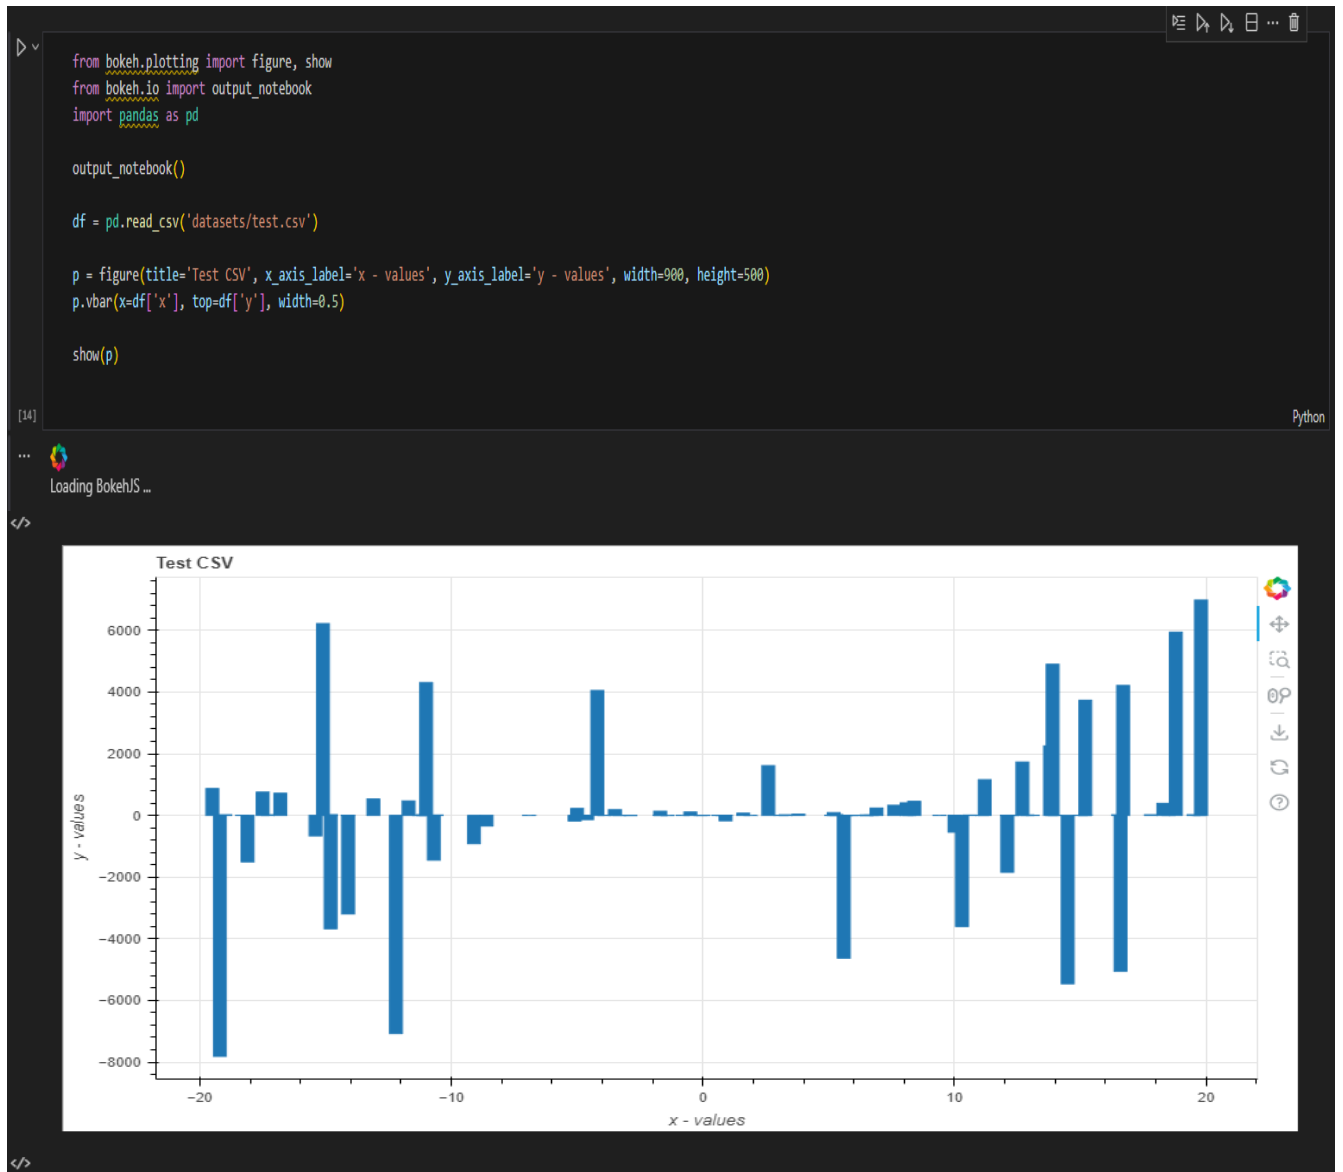 from bokeh.plotting import figure, show
from bokeh.io import output_notebook
import pandas as pd
output_notebook()
df = pd.read_csv('datasets/test.csv')
p = figure(title='Test CSV', x_axis_label='x - values', y_axis_label='y - values', width=900, height=500)
p.vbar(x=df['x'], top=df['y'], width=0.5)
show(p)
[14]
Python
Loading BokehJS ...
Test CSV
6000
4000
2000
0
−2000
−4000
−6000
−8000
y - values
−20
−10
0
10
20
x - values